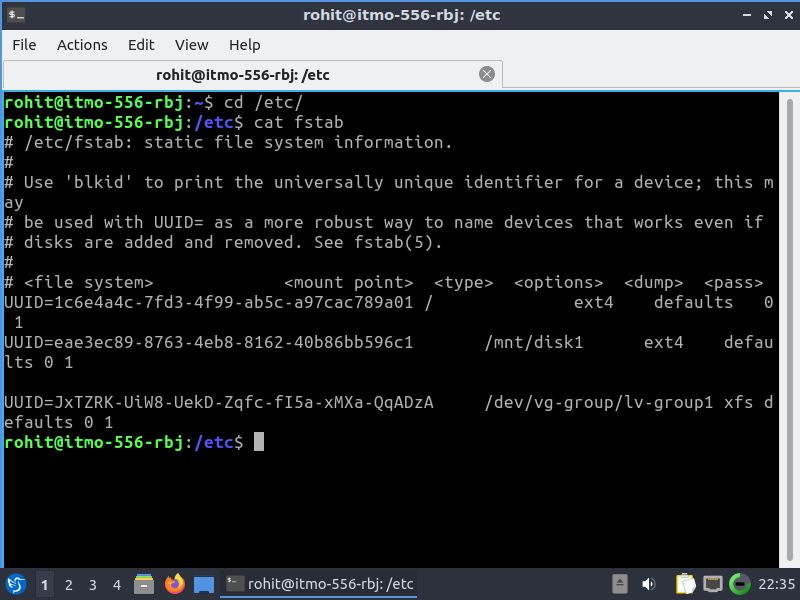 rohit@itmo-556-rbj: /etc
File Actions Edit View Help
rohit@itmo-556-rbj: /etc
rohit@itmo-556-rbj:~$ cd /etc/
rohit@itmo-556-rbj:/etc$ cat fstab
# /etc/fstab: static file system information.
#
# Use 'blkid' to print the universally unique identifier for a device; this m
ay
# be used with UUID= as a more robust way to name devices that works even if
# disks are added and removed. See fstab(5).
#
# <file system> <mount point> <type> <options> <dump> <pass>
UUID=1c6e4a4c-7fd3-4f99-ab5c-a97cac789a01 / ext4 defaults 0
1
UUID=eae3ec89-8763-4eb8-8162-40b86bb596c1 /mnt/disk1 ext4 defau
lts 0 1
UUID=JxTZRK-UiW8-UekD-Zqfc-fI5a-xMXa-QqADzA /dev/vg-group/lv-group1 xfs d
efaults 0 1
rohit@itmo-556-rbj:/etc$
1 2 3 4 rohit@itmo-556-rbj: /etc 22:35